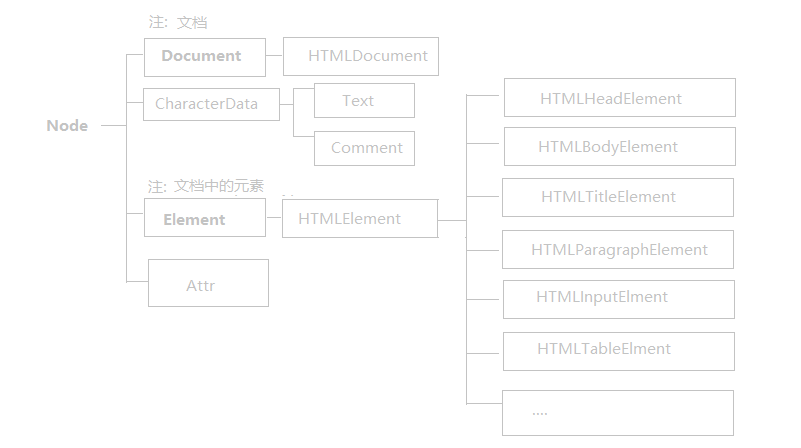 注: 文档
Document
HTMLDocument
CharacterData
Text
Comment
Node
注: 文档中的元素
Element
HTMLElement
Attr
HTMLHeadElement
HTMLBodyElement
HTMLTitleElement
HTMLParagraphElement
HTMLInputElment
HTMLTableElment
....